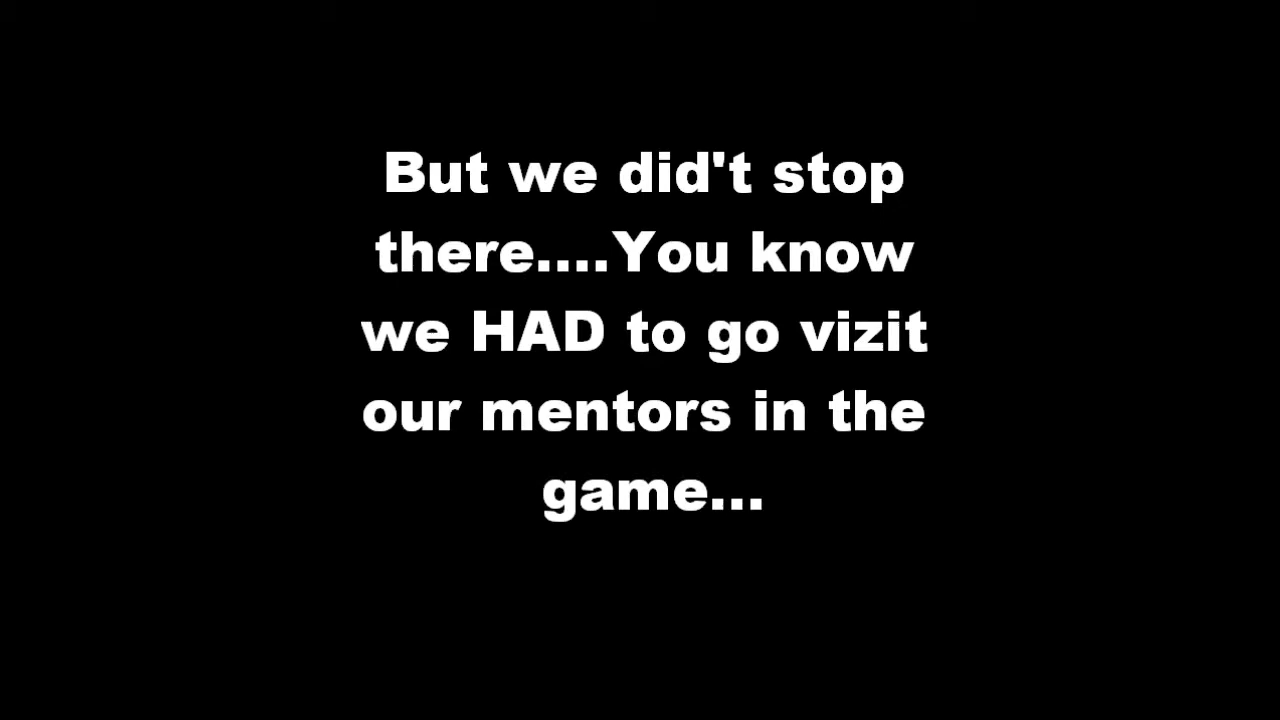 But we did't stop
there....You know
we HAD to go vizit
our mentors in the
game...